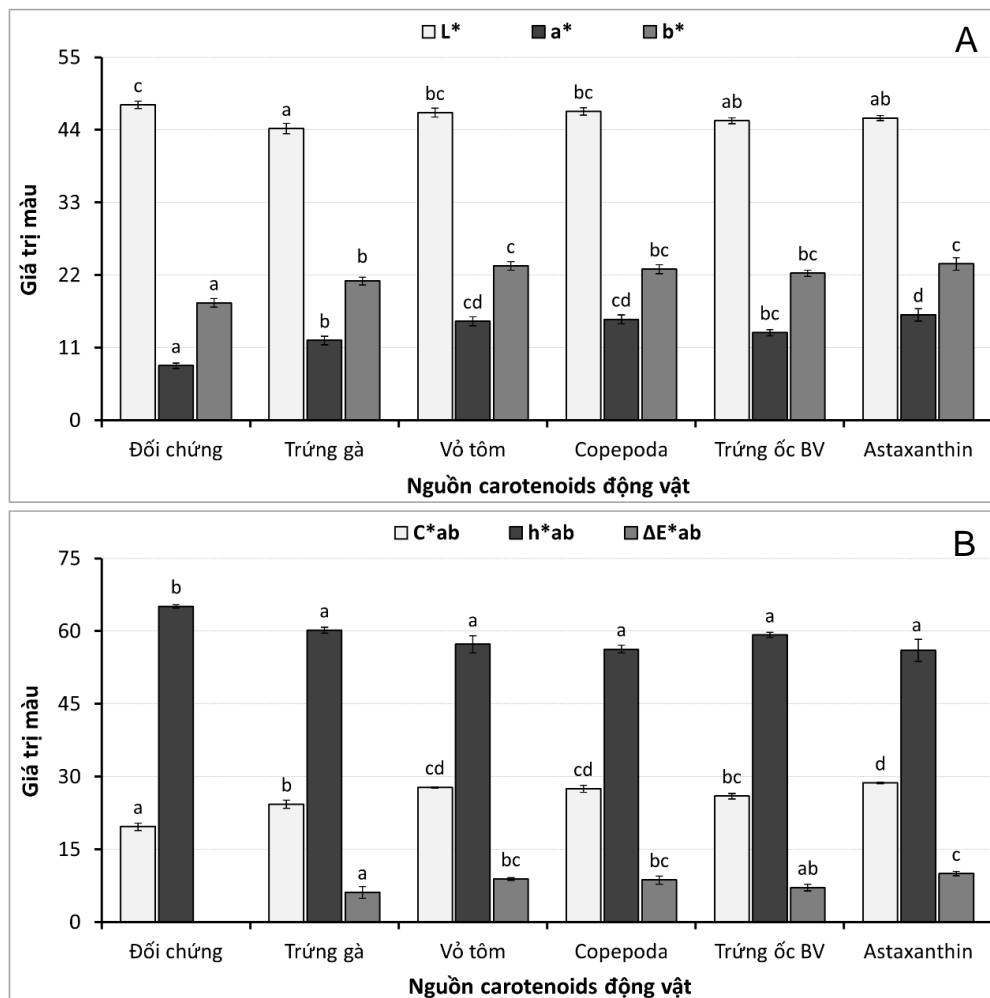 L* a* b*
A
55
c a bc bc ab ab
44
33
Giá trị màu
22
a b c bc bc c
a b cd cd bc d
11
0
Đối chứng Trứng gà Vỏ tôm Copepoda Trứng ốc BV Astaxanthin
Nguồn carotenoids động vật
C*ab h*ab ΔE*ab
B
75
b a a a a a
60
45
Giá trị màu
30
a b cd cd bc d
15
a bc bc ab c
0
Đối chứng Trứng gà Vỏ tôm Copepoda Trứng ốc BV Astaxanthin
Nguồn carotenoids động vật